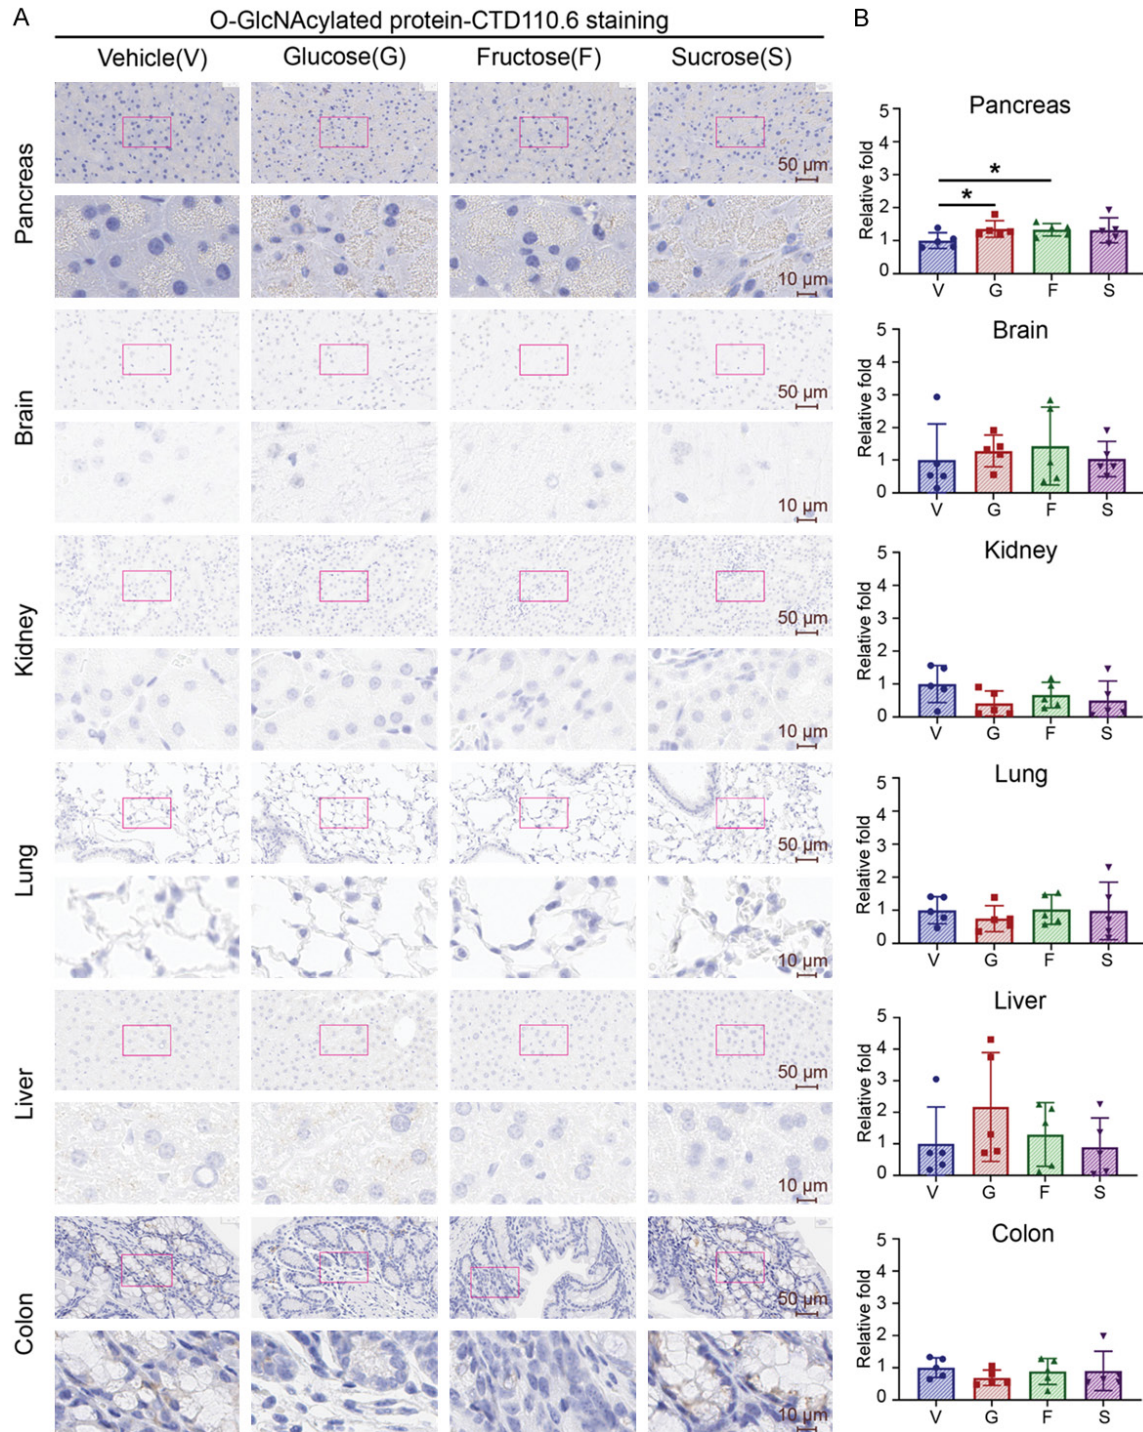 A
O-GlcNAcylated protein-CTD110.6 staining
Vehicle(V) Glucose(G) Fructose(F) Sucrose(S)
Pancreas
50 µm
10 µm
Brain
50 µm
10 µm
Kidney
50 µm
10 µm
Lung
50 µm
10 µm
Liver
50 µm
10 µm
Colon
50 µm
10 µm
B
Pancreas
Relative fold
5
4
3
2
1
0
*
*
V G F S
Brain
Relative fold
5
4
3
2
1
0
V G F S
Kidney
Relative fold
5
4
3
2
1
0
V G F S
Lung
Relative fold
5
4
3
2
1
0
V G F S
Liver
Relative fold
5
4
3
2
1
0
V G F S
Colon
Relative fold
5
4
3
2
1
0
V G F S